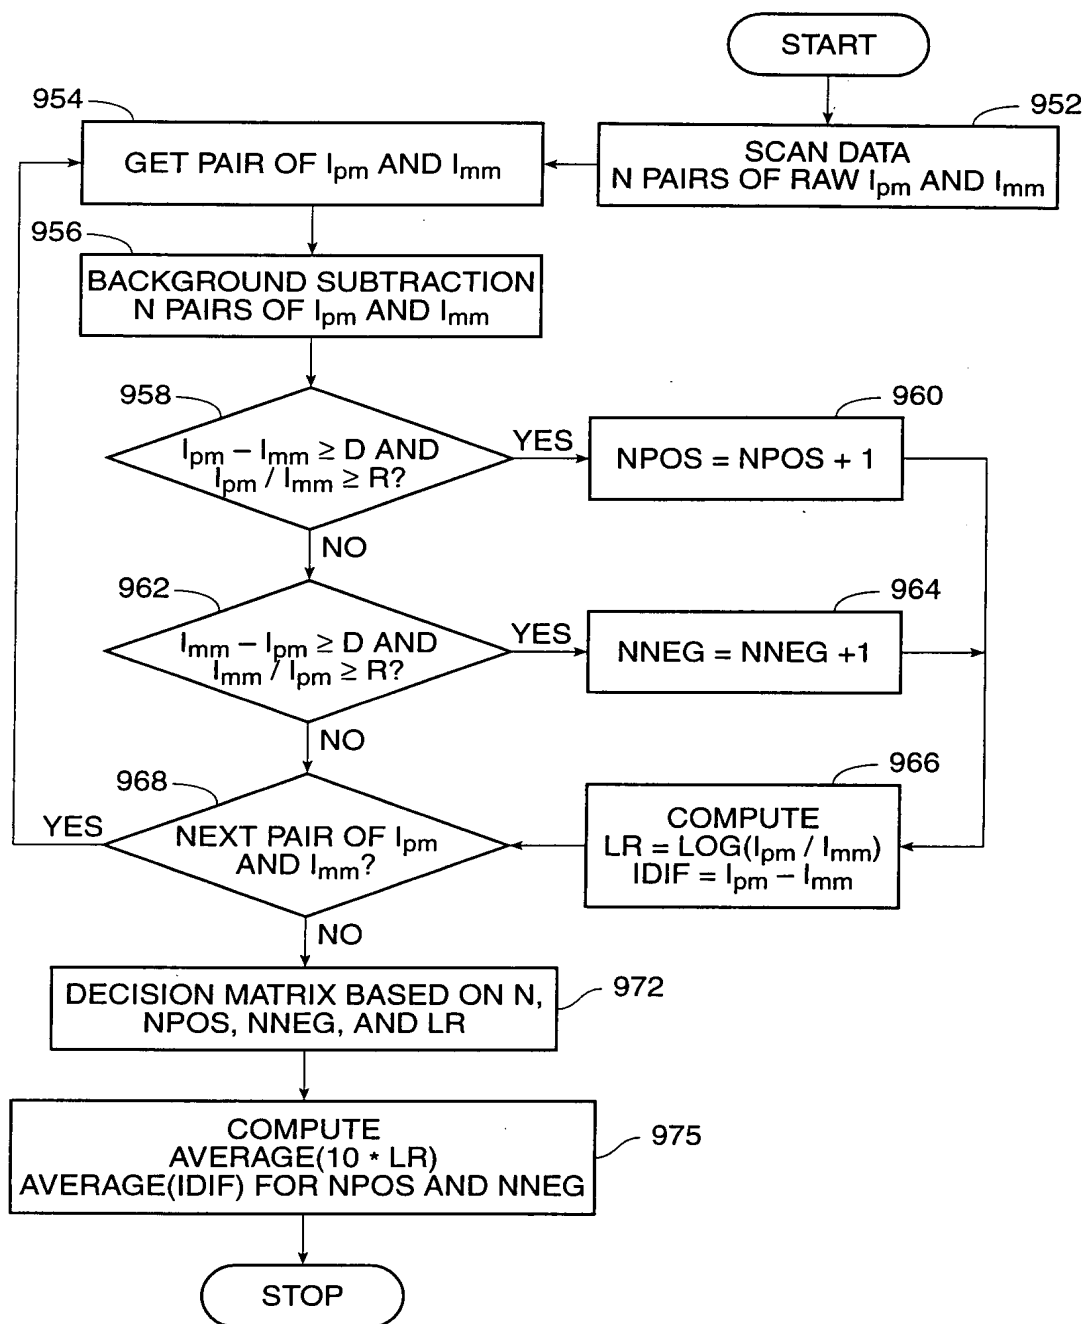 START
952
SCAN DATA
N PAIRS OF RAW Ipm AND Imm
954
GET PAIR OF Ipm AND Imm
956
BACKGROUND SUBTRACTION
N PAIRS OF Ipm AND Imm
958
Ipm – Imm ≥ D AND
Ipm / Imm ≥ R?
YES
960
NPOS = NPOS + 1
NO
962
Imm – Ipm ≥ D AND
Imm / Ipm ≥ R?
YES
964
NNEG = NNEG +1
NO
966
COMPUTE
LR = LOG(Ipm / Imm)
IDIF = Ipm – Imm
968
YES
NEXT PAIR OF Ipm
AND Imm?
NO
DECISION MATRIX BASED ON N,
NPOS, NNEG, AND LR
972
COMPUTE
AVERAGE(10 * LR)
AVERAGE(IDIF) FOR NPOS AND NNEG
975
STOP